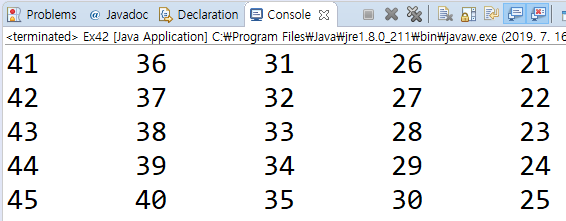 Problems @ Javadoc Declaration Console
<terminated> Ex42 [Java Application] C:₩Program Files₩Java₩jre1.8.0_211₩bin₩javaw.exe (2019. 7. 16
41 36 31 26 21
42 37 32 27 22
43 38 33 28 23
44 39 34 29 24
45 40 35 30 25